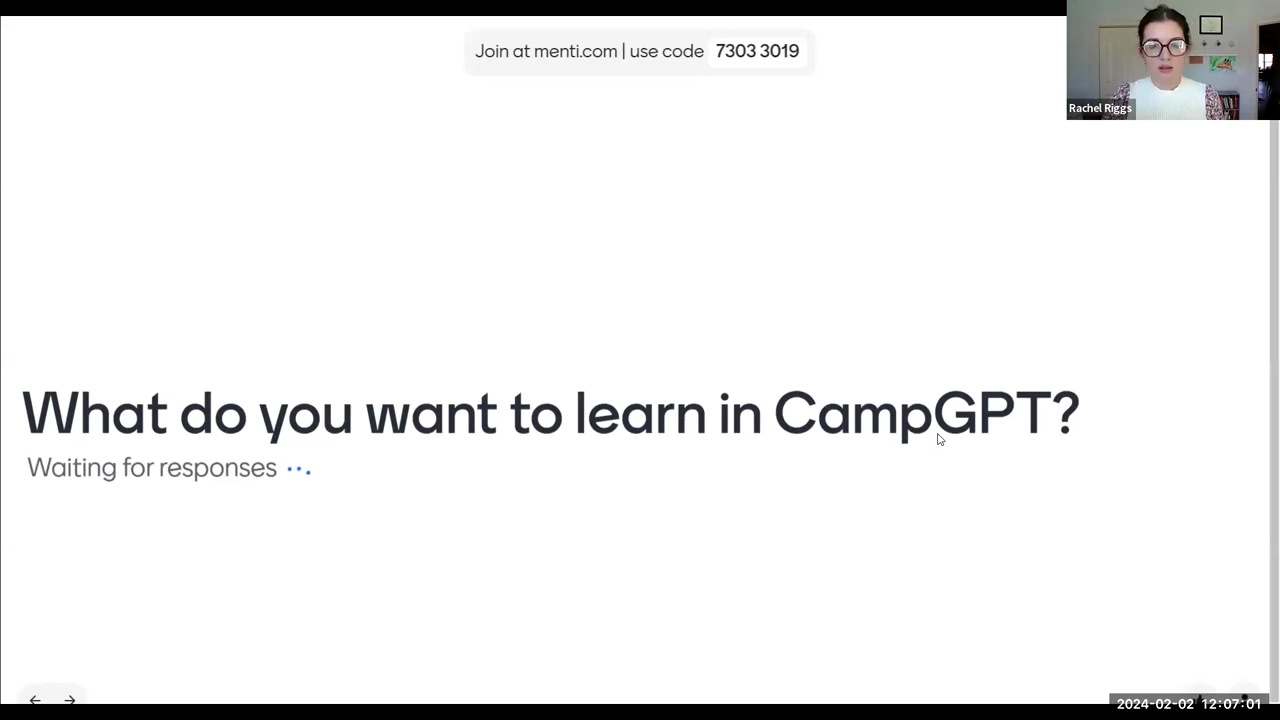 Join at menti.com | use code 7303 3019
Rachel Riggs
What do you want to learn in CampGPT?
Waiting for responses
2024-02-02 12:07:01